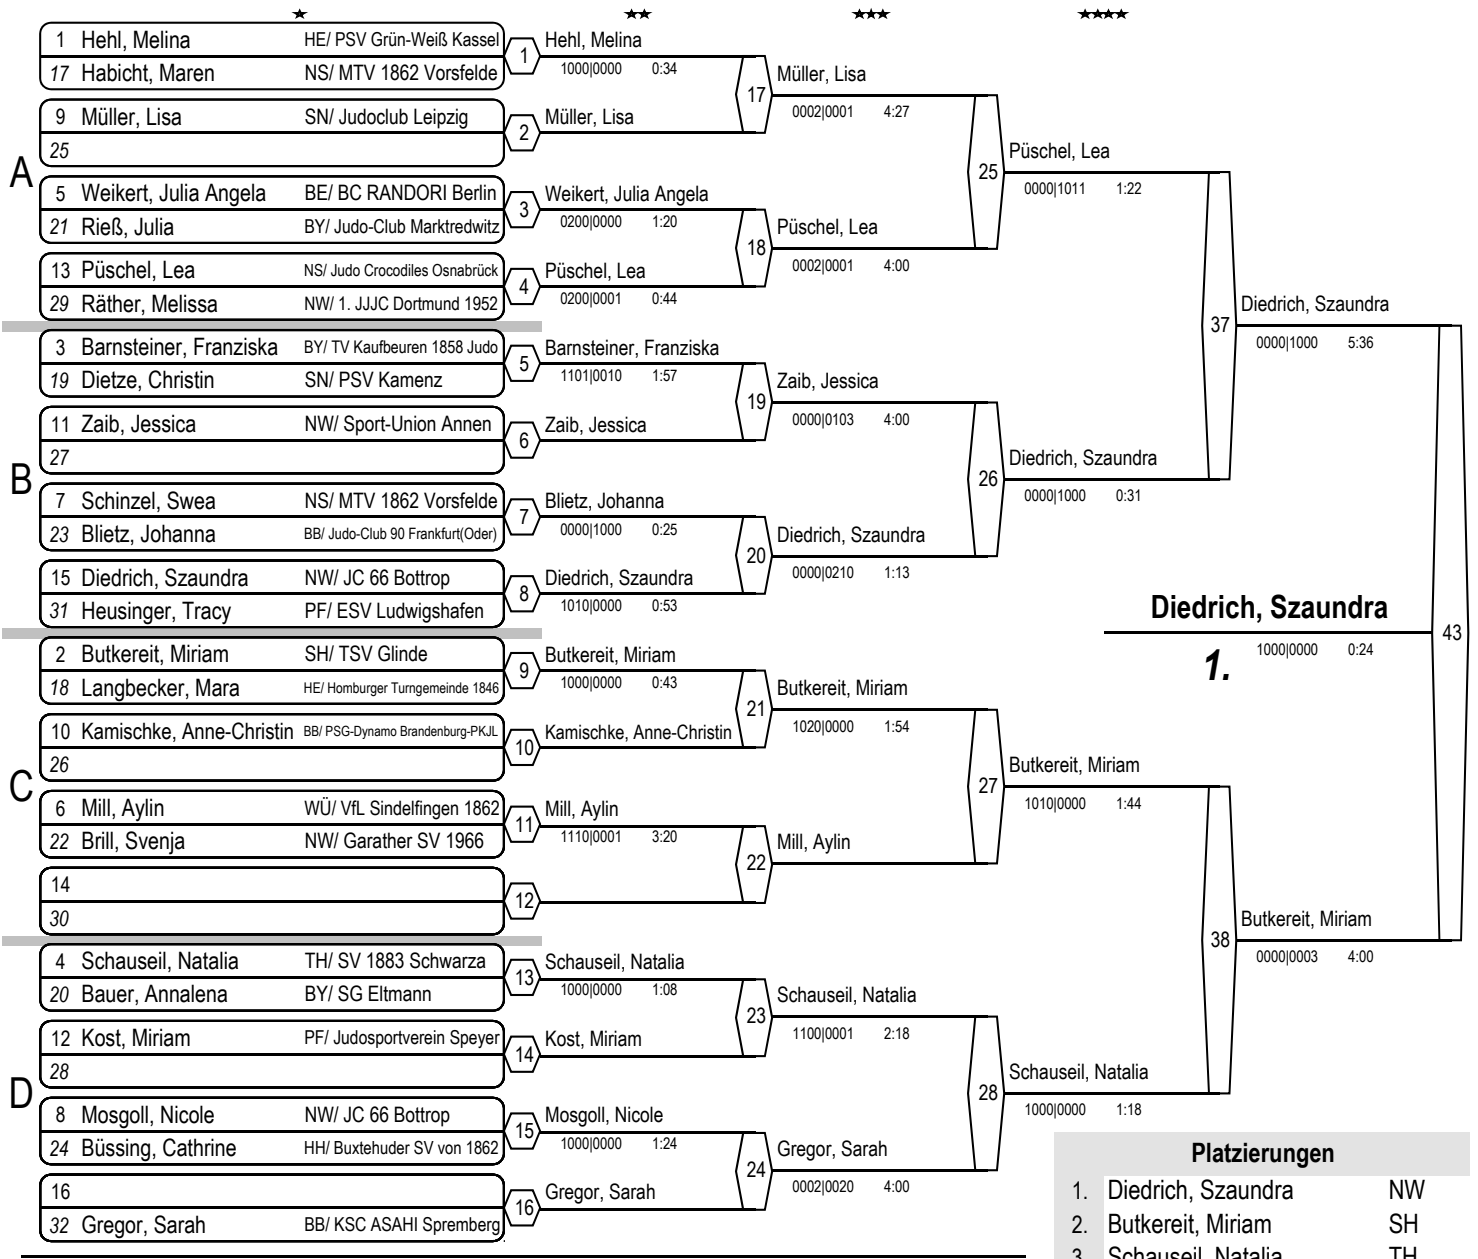 ★ ★★ ★★★ ★★★★
A
1 Hehl, Melina HE/ PSV Grün-Weiß Kassel
17 Habicht, Maren NS/ MTV 1862 Vorsfelde
9 Müller, Lisa SN/ Judoclub Leipzig
25
5 Weikert, Julia Angela BE/ BC RANDORI Berlin
21 Rieß, Julia BY/ Judo-Club Marktredwitz
13 Püschel, Lea NS/ Judo Crocodiles Osnabrück
29 Räther, Melissa NW/ 1. JJJC Dortmund 1952
B
3 Barnsteiner, Franziska BY/ TV Kaufbeuren 1858 Judo
19 Dietze, Christin SN/ PSV Kamenz
11 Zaib, Jessica NW/ Sport-Union Annen
27
7 Schinzel, Swea NS/ MTV 1862 Vorsfelde
23 Blietz, Johanna BB/ Judo-Club 90 Frankfurt(Oder)
15 Diedrich, Szaundra NW/ JC 66 Bottrop
31 Heusinger, Tracy PF/ ESV Ludwigshafen
C
2 Butkereit, Miriam SH/ TSV Glinde
18 Langbecker, Mara HE/ Homburger Turngemeinde 1846
10 Kamischke, Anne-Christin BB/ PSG-Dynamo Brandenburg-PKJL
26
6 Mill, Aylin WÜ/ VfL Sindelfingen 1862
22 Brill, Svenja NW/ Garather SV 1966
14
30
D
4 Schauseil, Natalia TH/ SV 1883 Schwarza
20 Bauer, Annalena BY/ SG Eltmann
12 Kost, Miriam PF/ Judosportverein Speyer
28
8 Mosgoll, Nicole NW/ JC 66 Bottrop
24 Büssing, Cathrine HH/ Buxtehuder SV von 1862
16
32 Gregor, Sarah BB/ KSC ASAHI Spremberg
1 Hehl, Melina
1000|0000 0:34
2 Müller, Lisa
3 Weikert, Julia Angela
0200|0000 1:20
4 Püschel, Lea
0200|0001 0:44
5 Barnsteiner, Franziska
1101|0010 1:57
6 Zaib, Jessica
7 Blietz, Johanna
0000|1000 0:25
8 Diedrich, Szaundra
1010|0000 0:53
9 Butkereit, Miriam
1000|0000 0:43
10 Kamischke, Anne-Christin
11 Mill, Aylin
1110|0001 3:20
12
13 Schauseil, Natalia
1000|0000 1:08
14 Kost, Miriam
15 Mosgoll, Nicole
1000|0000 1:24
16 Gregor, Sarah
17 Müller, Lisa
0002|0001 4:27
18 Püschel, Lea
0002|0001 4:00
19 Zaib, Jessica
0000|0103 4:00
20 Diedrich, Szaundra
0000|0210 1:13
21 Butkereit, Miriam
1020|0000 1:54
22 Mill, Aylin
23 Schauseil, Natalia
1100|0001 2:18
24 Gregor, Sarah
0002|0020 4:00
25 Püschel, Lea
0000|1011 1:22
26 Diedrich, Szaundra
0000|1000 0:31
27 Butkereit, Miriam
1010|0000 1:44
28 Schauseil, Natalia
1000|0000 1:18
37 Diedrich, Szaundra
0000|1000 5:36
38 Butkereit, Miriam
0000|0003 4:00
Diedrich, Szaundra 43
1. 1000|0000 0:24
Platzierungen
1. Diedrich, Szaundra NW
2. Butkereit, Miriam SH
3. Schauseil, Natalia TH